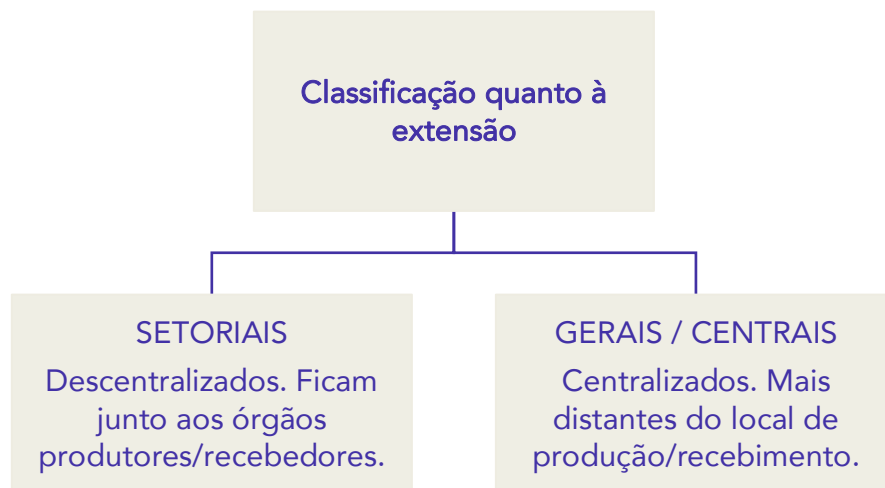 Classificação quanto à
extensão
SETORIAIS
Descentralizados. Ficam
junto aos órgãos
produtores/recebedores.
GERAIS / CENTRAIS
Centralizados. Mais
distantes do local de
produção/recebimento.